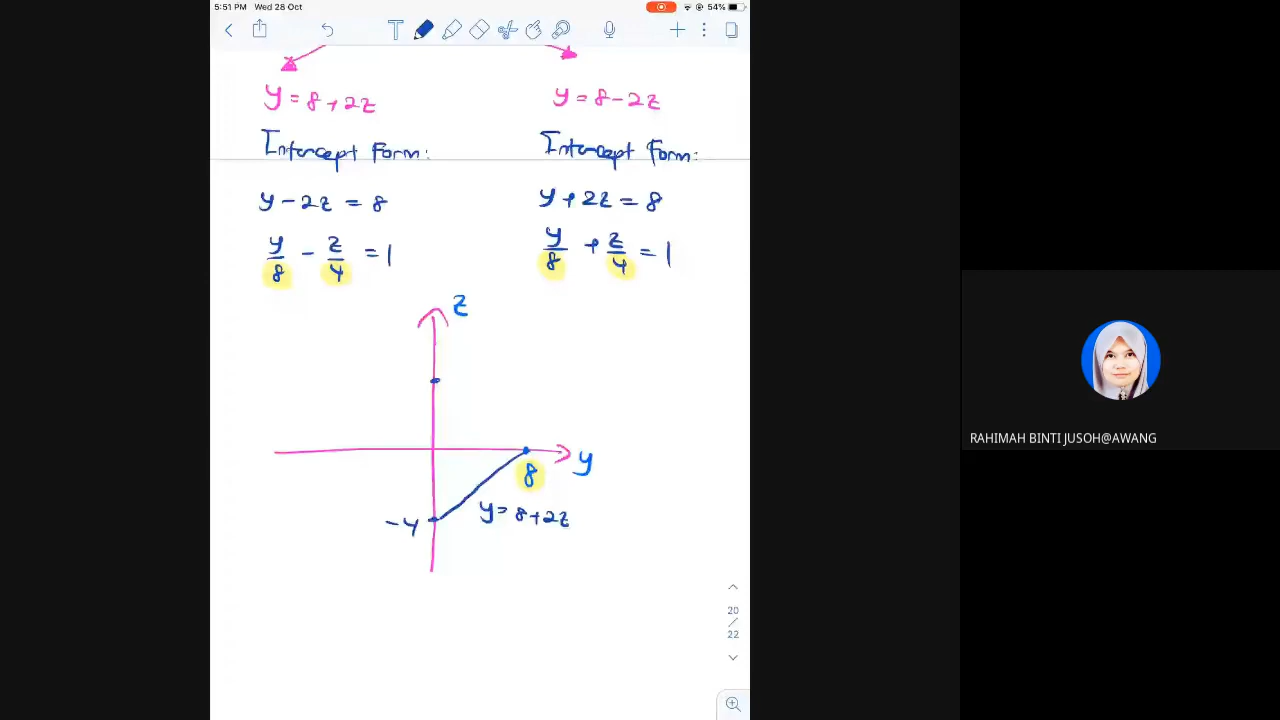 5:51 PM Wed 28 Oct
54%
y = 8 + 2z
y = 8 - 2z
Intercept Form:
Intercept Form:
y - 2z = 8
y + 2z = 8
y/8 - z/4 = 1
y/8 + z/4 = 1
z
y
8
-4
y = 8 + 2z
20
/
22
RAHIMAH BINTI JUSOH@AWANG